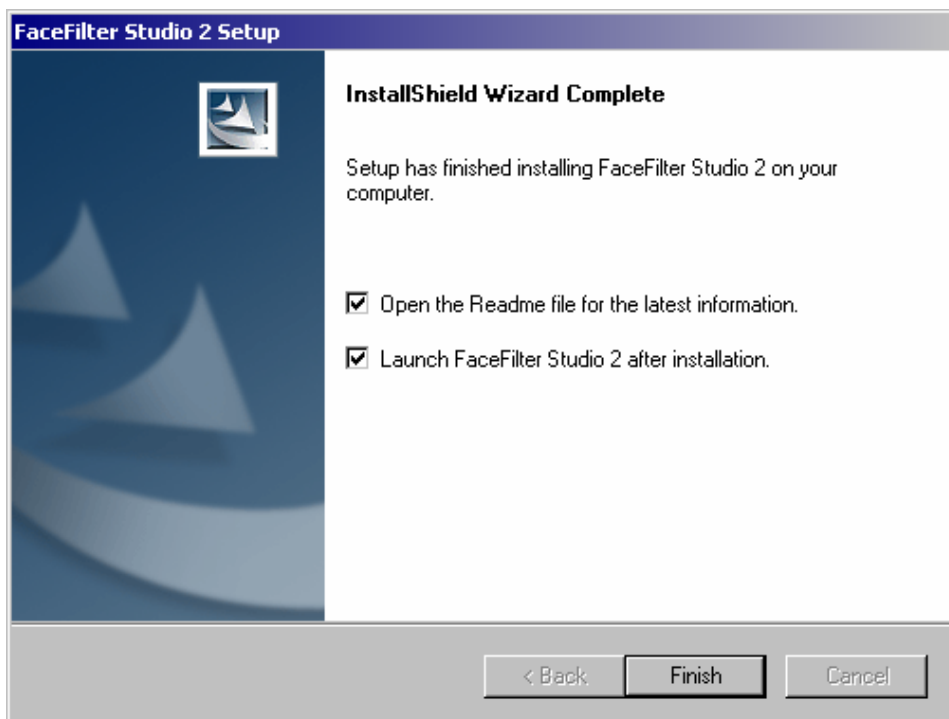 FaceFilter Studio 2 Setup
InstallShield Wizard Complete
Setup has finished installing FaceFilter Studio 2 on your
computer.
Open the Readme file for the latest information.
Launch FaceFilter Studio 2 after installation.
< Back
Finish
Cancel